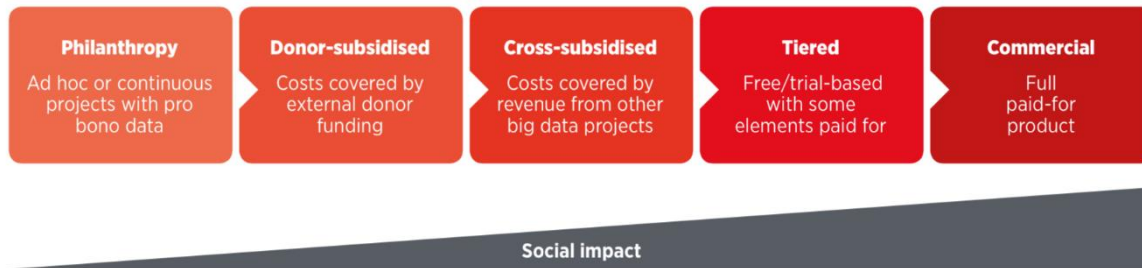 Philanthropy
Ad hoc or continuous
projects with pro
bono data
Donor-subsidised
Costs covered by
external donor
funding
Cross-subsidised
Costs covered by
revenue from other
big data projects
Tiered
Free/trial-based
with some
elements paid for
Commercial
Full
paid-for
product
Social impact